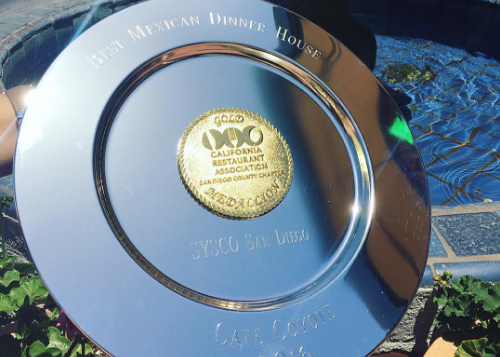 BEST MEXICAN DINNER HOUSE
GOLD
CALIFORNIA
RESTAURANT
ASSOCIATION
SAN DIEGO COUNTY CHAPTER
MEDALLION
SYSCO SAN DIEGO
CAFE COYOTE